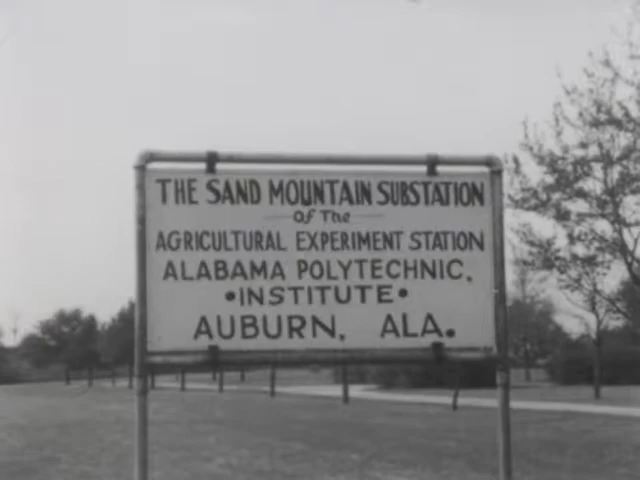 THE SAND MOUNTAIN SUBSTATION
Of The
AGRICULTURAL EXPERIMENT STATION
ALABAMA POLYTECHNIC,
•INSTITUTE•
AUBURN, ALA.